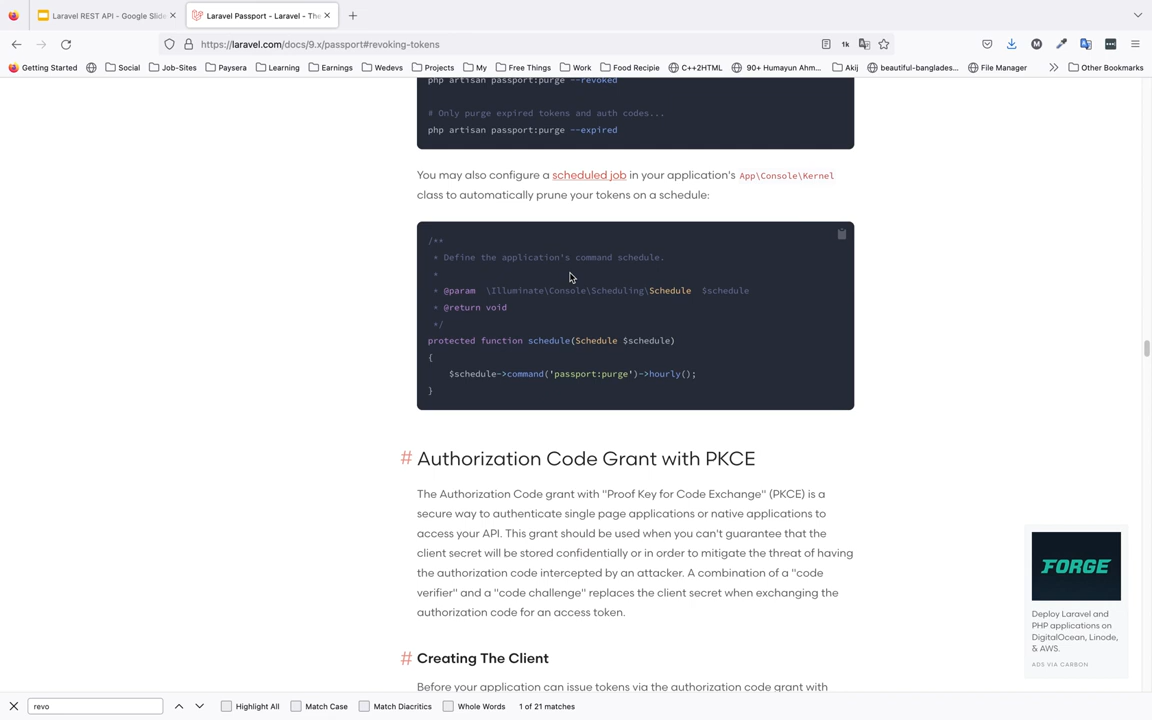 Laravel REST API - Google Slide
Laravel Passport - Laravel - The
https://laravel.com/docs/9.x/passport#revoking-tokens
1k
Getting Started
Social
Job-Sites
Paysera
Learning
Earnings
Wedevs
Projects
My
Free Things
Work
Food Recipie
C++2HTML
90+ Humayun Ahm...
Akij
beautiful-banglades...
File Manager
Other Bookmarks
php artisan passport:purge --revoked
# Only purge expired tokens and auth codes...
php artisan passport:purge --expired
You may also configure a scheduled job in your application's App\Console\Kernel
class to automatically prune your tokens on a schedule:
/**
* Define the application's command schedule.
*
* @param \Illuminate\Console\Scheduling\Schedule $schedule
* @return void
*/
protected function schedule(Schedule $schedule)
{
$schedule->command('passport:purge')->hourly();
}
# Authorization Code Grant with PKCE
The Authorization Code grant with "Proof Key for Code Exchange" (PKCE) is a
secure way to authenticate single page applications or native applications to
access your API. This grant should be used when you can't guarantee that the
client secret will be stored confidentially or in order to mitigate the threat of having
the authorization code intercepted by an attacker. A combination of a "code
verifier" and a "code challenge" replaces the client secret when exchanging the
authorization code for an access token.
# Creating The Client
Before your application can issue tokens via the authorization code grant with
FORGE
Deploy Laravel and
PHP applications on
DigitalOcean, Linode,
& AWS.
ADS VIA CARBON
revo
Highlight All
Match Case
Match Diacritics
Whole Words
1 of 21 matches